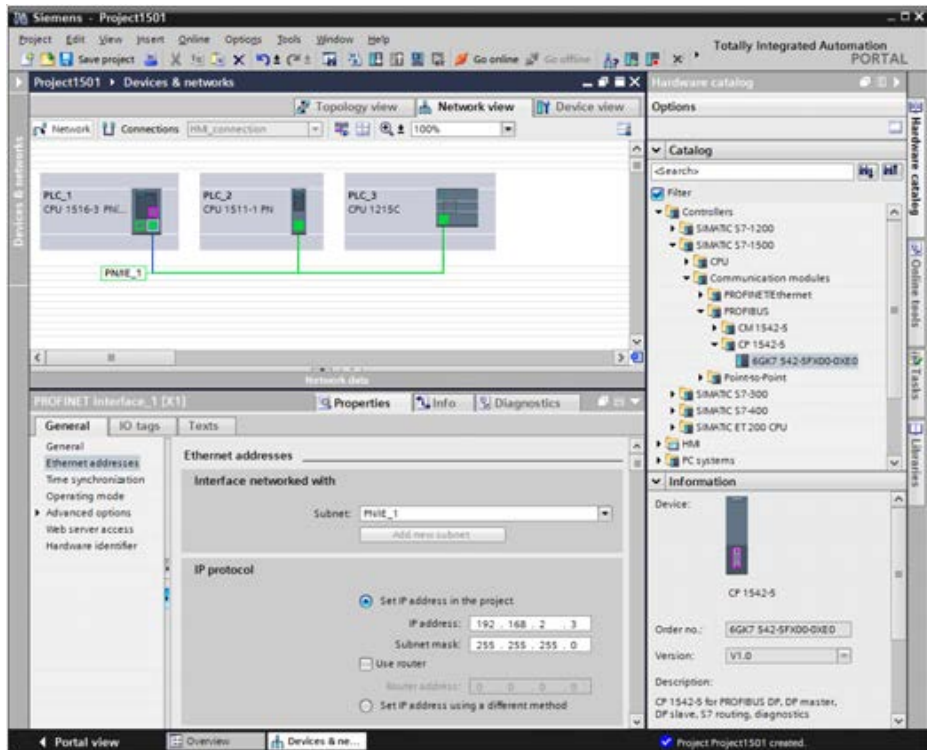 Siemens - Project1501
Project Edit View Insert Online Options Tools Window Help
Save project Go online Go offline
Totally Integrated Automation
PORTAL
Project1501 ▸ Devices & networks
Topology view Network view Device view
Network Connections HMI_connection 100%
Devices & networks
PLC_1
CPU 1516-3 PN/...
PLC_2
CPU 1511-1 PN
PLC_3
CPU 1215C
PN/IE_1
Network data
PROFINET interface_1 [X1]
Properties Info Diagnostics
General IO tags Texts
General
Ethernet addresses
Time synchronization
Operating mode
Advanced options
Web server access
Hardware identifier
Ethernet addresses
Interface networked with
Subnet: PN/IE_1
Add new subnet
IP protocol
Set IP address in the project
IP address: 192 . 168 . 2 . 3
Subnet mask: 255 . 255 . 255 . 0
Use router
Router address: 0 . 0 . 0 . 0
Set IP address using a different method
Hardware catalog
Options
Catalog
<Search>
Filter
Controllers
SIMATIC S7-1200
SIMATIC S7-1500
CPU
Communication modules
PROFINET/Ethernet
PROFIBUS
CM 1542-5
CP 1542-5
6GK7 542-5FX00-0XE0
Point-to-Point
SIMATIC S7-300
SIMATIC S7-400
SIMATIC ET 200 CPU
HMI
PC systems
Information
Device:
CP 1542-5
Order no.: 6GK7 542-5FX00-0XE0
Version: V1.0
Description:
CP 1542-5 for PROFIBUS DP, DP master,
DP slave, S7 routing, diagnostics
Hardware catalog
Online tools
Tasks
Libraries
Portal view Overview Devices & ne... Project Project1501 created.